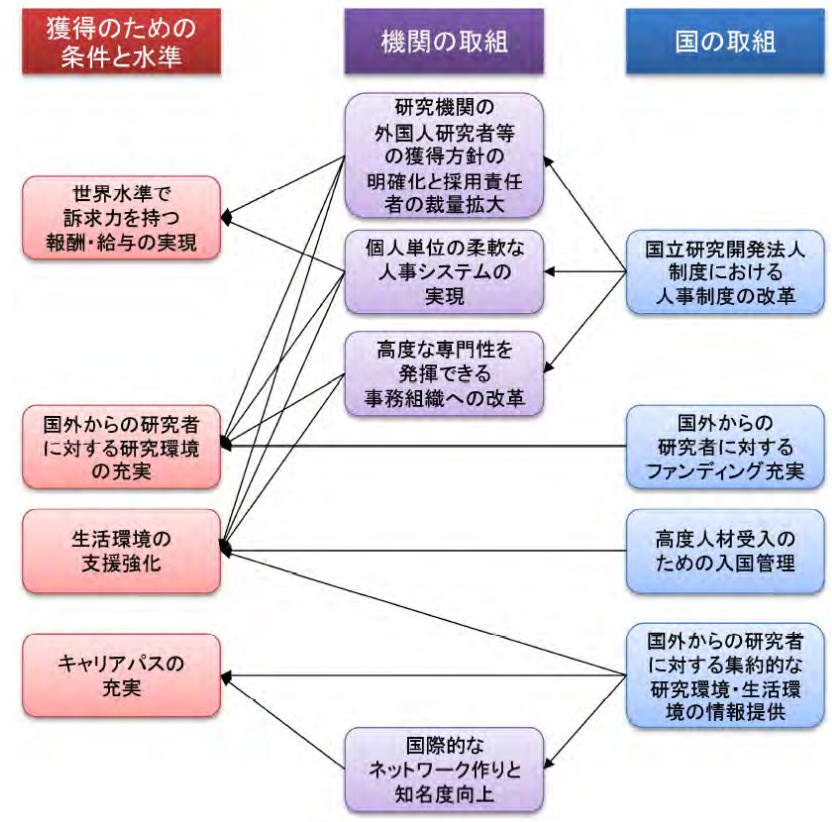 獲得のための
条件と水準
機関の取組
国の取組
研究機関の
外国人研究者等
の獲得方針の
明確化と採用責任
者の裁量拡大
世界水準で
訴求力を持つ
報酬・給与の実現
個人単位の柔軟な
人事システムの
実現
国立研究開発法人
制度における
人事制度の改革
高度な専門性を
発揮できる
事務組織への改革
国外からの研究者
に対する研究環境
の充実
国外からの
研究者に対する
ファンディング充実
生活環境の
支援強化
高度人材受入の
ための入国管理
キャリアパスの
充実
国外からの研究者
に対する集約的な
研究環境・生活環
境の情報提供
国際的な
ネットワーク作りと
知名度向上